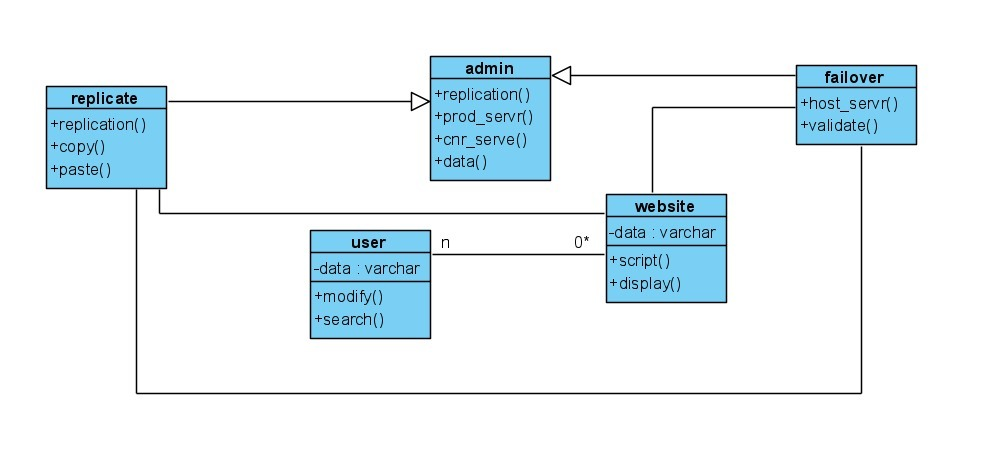 admin
+replication()
+prod_servr()
+cnr_serve()
+data()
failover
+host_servr()
+validate()
replicate
+replication()
+copy()
+paste()
website
-data : varchar
+script()
+display()
user
-data : varchar
+modify()
+search()
n
0*